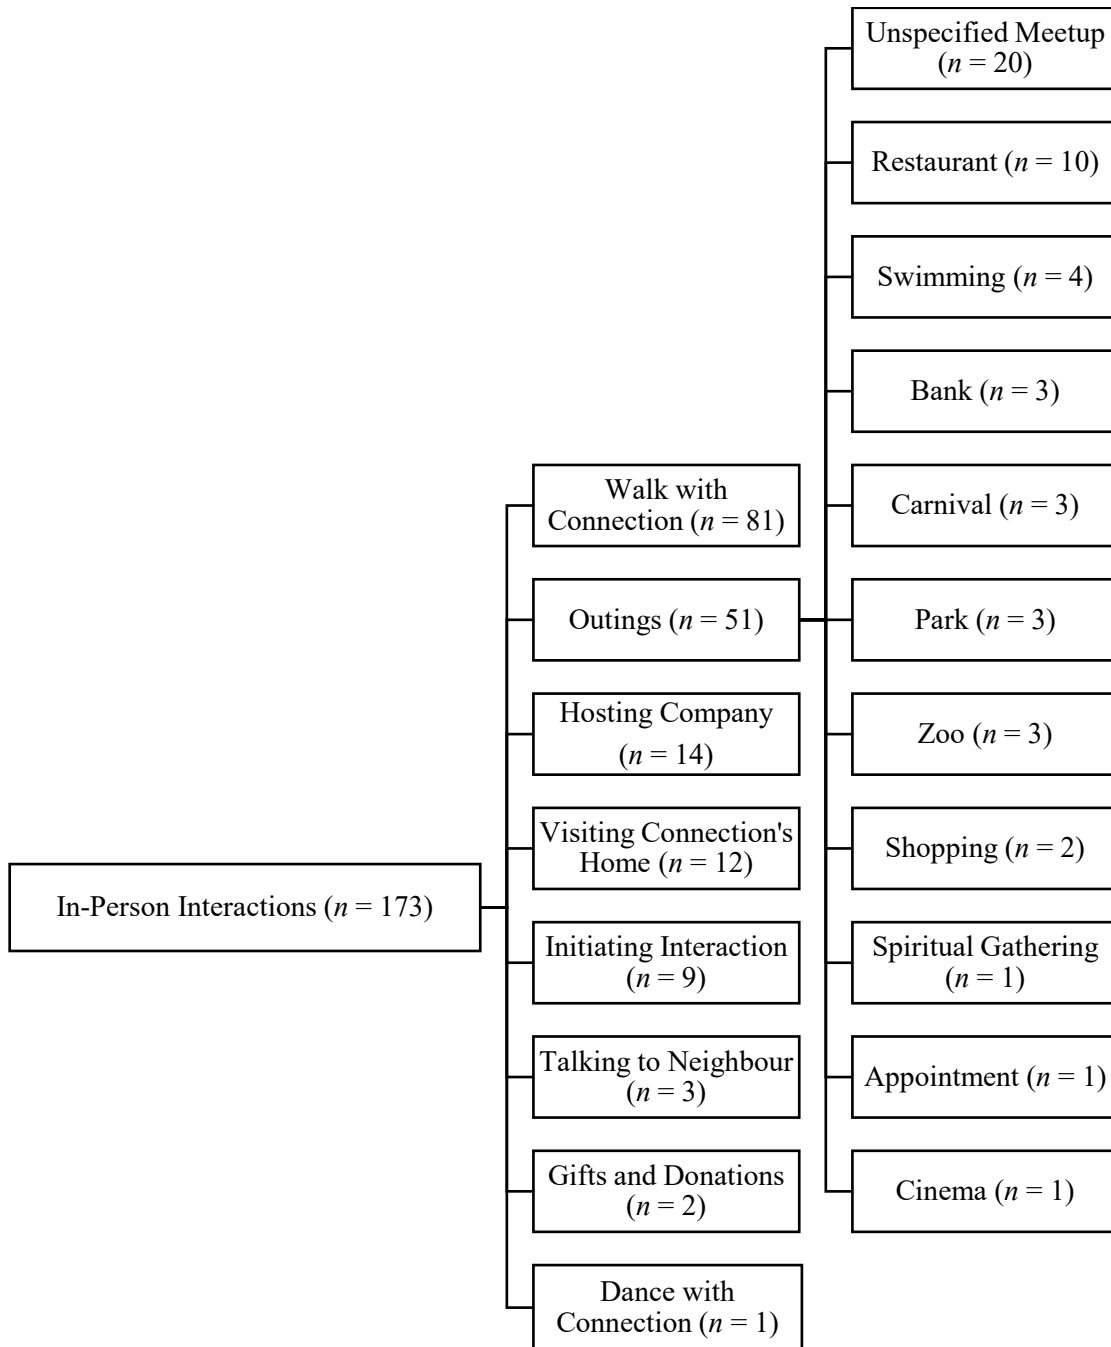 In-Person Interactions (n = 173)
Walk with
Connection (n = 81)
Outings (n = 51)
Hosting Company
(n = 14)
Visiting Connection's
Home (n = 12)
Initiating Interaction
(n = 9)
Talking to Neighbour
(n = 3)
Gifts and Donations
(n = 2)
Dance with
Connection (n = 1)
Unspecified Meetup
(n = 20)
Restaurant (n = 10)
Swimming (n = 4)
Bank (n = 3)
Carnival (n = 3)
Park (n = 3)
Zoo (n = 3)
Shopping (n = 2)
Spiritual Gathering
(n = 1)
Appointment (n = 1)
Cinema (n = 1)